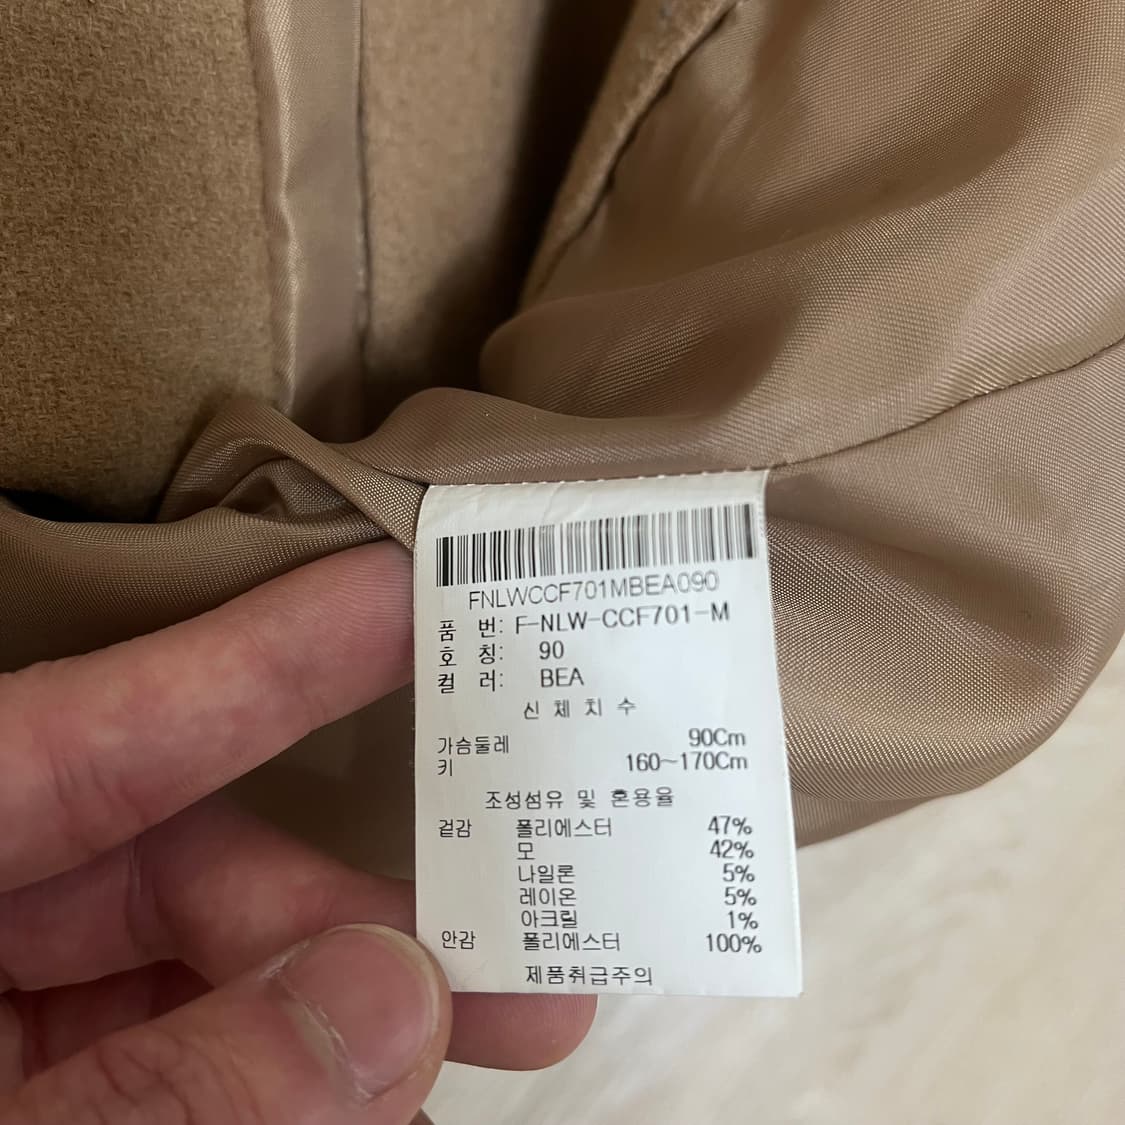 FNLWCCF701MBEA090
품 번: F-NLW-CCF701-M
호 칭: 90
컬 러: BEA
신 체 치 수
가슴둘레 90Cm
키 160~170Cm
조성섬유 및 혼용율
겉감 폴리에스터 47%
모 42%
나일론 5%
레이온 5%
아크릴 1%
안감 폴리에스터 100%
제품취급주의